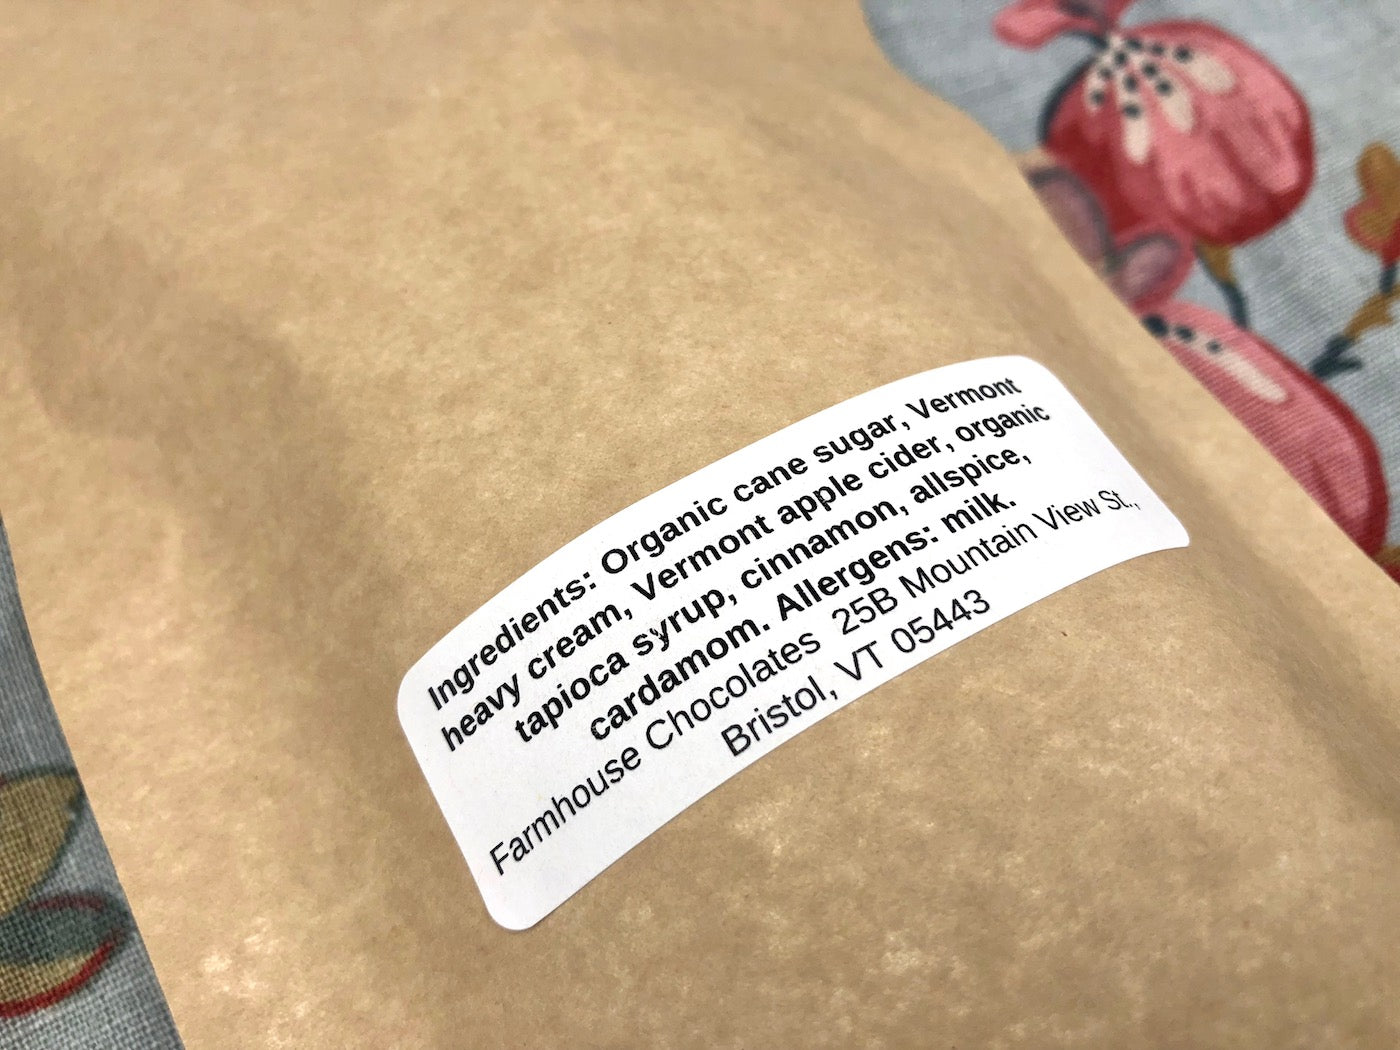 Ingredients: Organic cane sugar, Vermont
heavy cream, Vermont apple cider, organic
tapioca syrup, cinnamon, allspice,
cardamom. Allergens: milk.
Farmhouse Chocolates 25B Mountain View St.,
Bristol, VT 05443